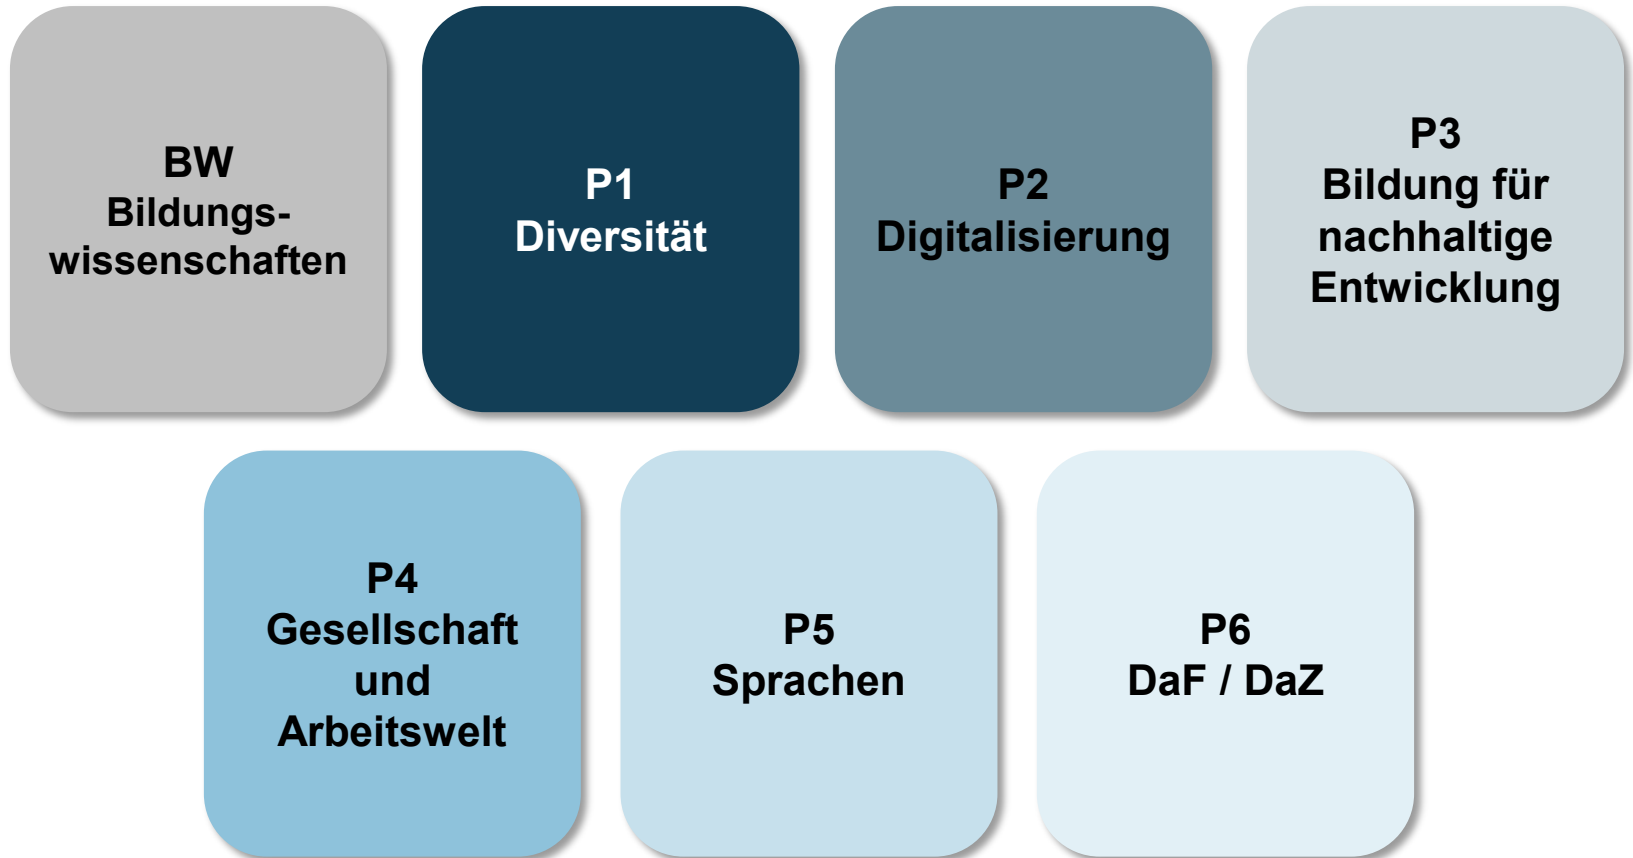 BW
Bildungs-
wissenschaften
P1
Diversität
P2
Digitalisierung
P3
Bildung für
nachhaltige
Entwicklung
P4
Gesellschaft
und
Arbeitswelt
P5
Sprachen
P6
DaF / DaZ